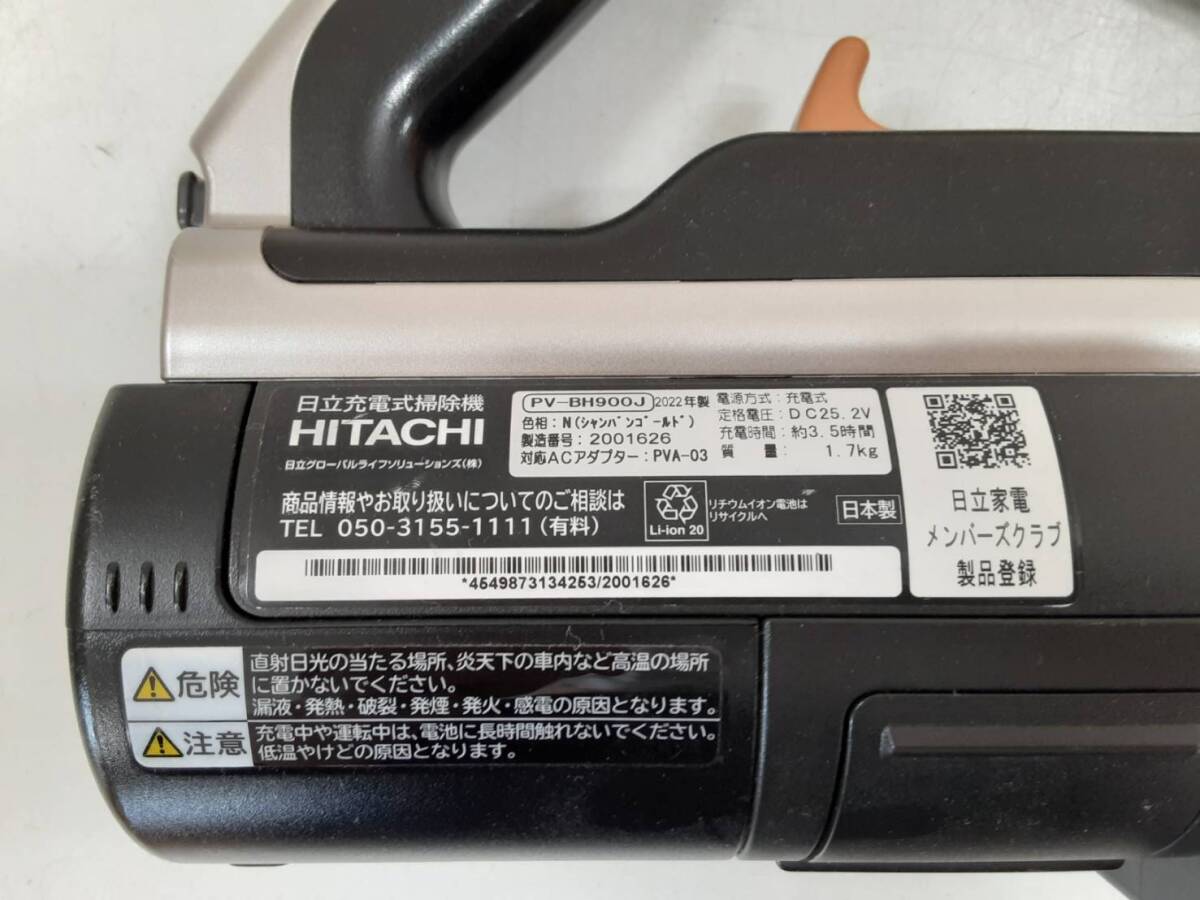 日立充電式掃除機
HITACHI
日立グローバルライフソリューションズ(株)
PV-BH900J 2022年製
色相:N(シャンパンゴールド)
製造番号:2001626
対応ACアダプター:PVA-03
電源方式:充電式
定格電圧:DC25.2V
充電時間:約3.5時間
質量:1.7kg
商品情報やお取り扱いについてのご相談は
TEL 050-3155-1111(有料)
Li-ion 20
リチウムイオン電池は
リサイクルへ
日本製
*4549873134253/2001626*
日立家電
メンバーズクラブ
製品登録
危険
直射日光の当たる場所、炎天下の車内など高温の場所
に置かないでください。
漏液・発熱・破裂・発煙・発火・感電の原因となります。
注意
充電中や運転中は、電池に長時間触れないでください。
低温やけどの原因となります。